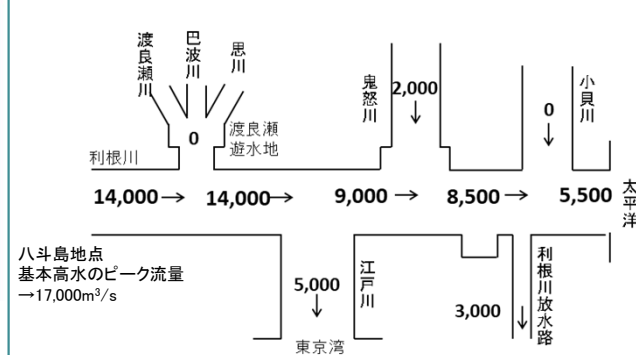 渡良瀬川
巴波川
思川
鬼怒川
2,000
↓
0
↓
小貝川
0
渡良瀬
遊水地
利根川
14,000→
14,000→
9,000→
8,500→
5,500
太平洋
八斗島地点
基本高水のピーク流量
→17,000m³/s
5,000
↓
江戸川
3,000
↓
利根川放水路
東京湾